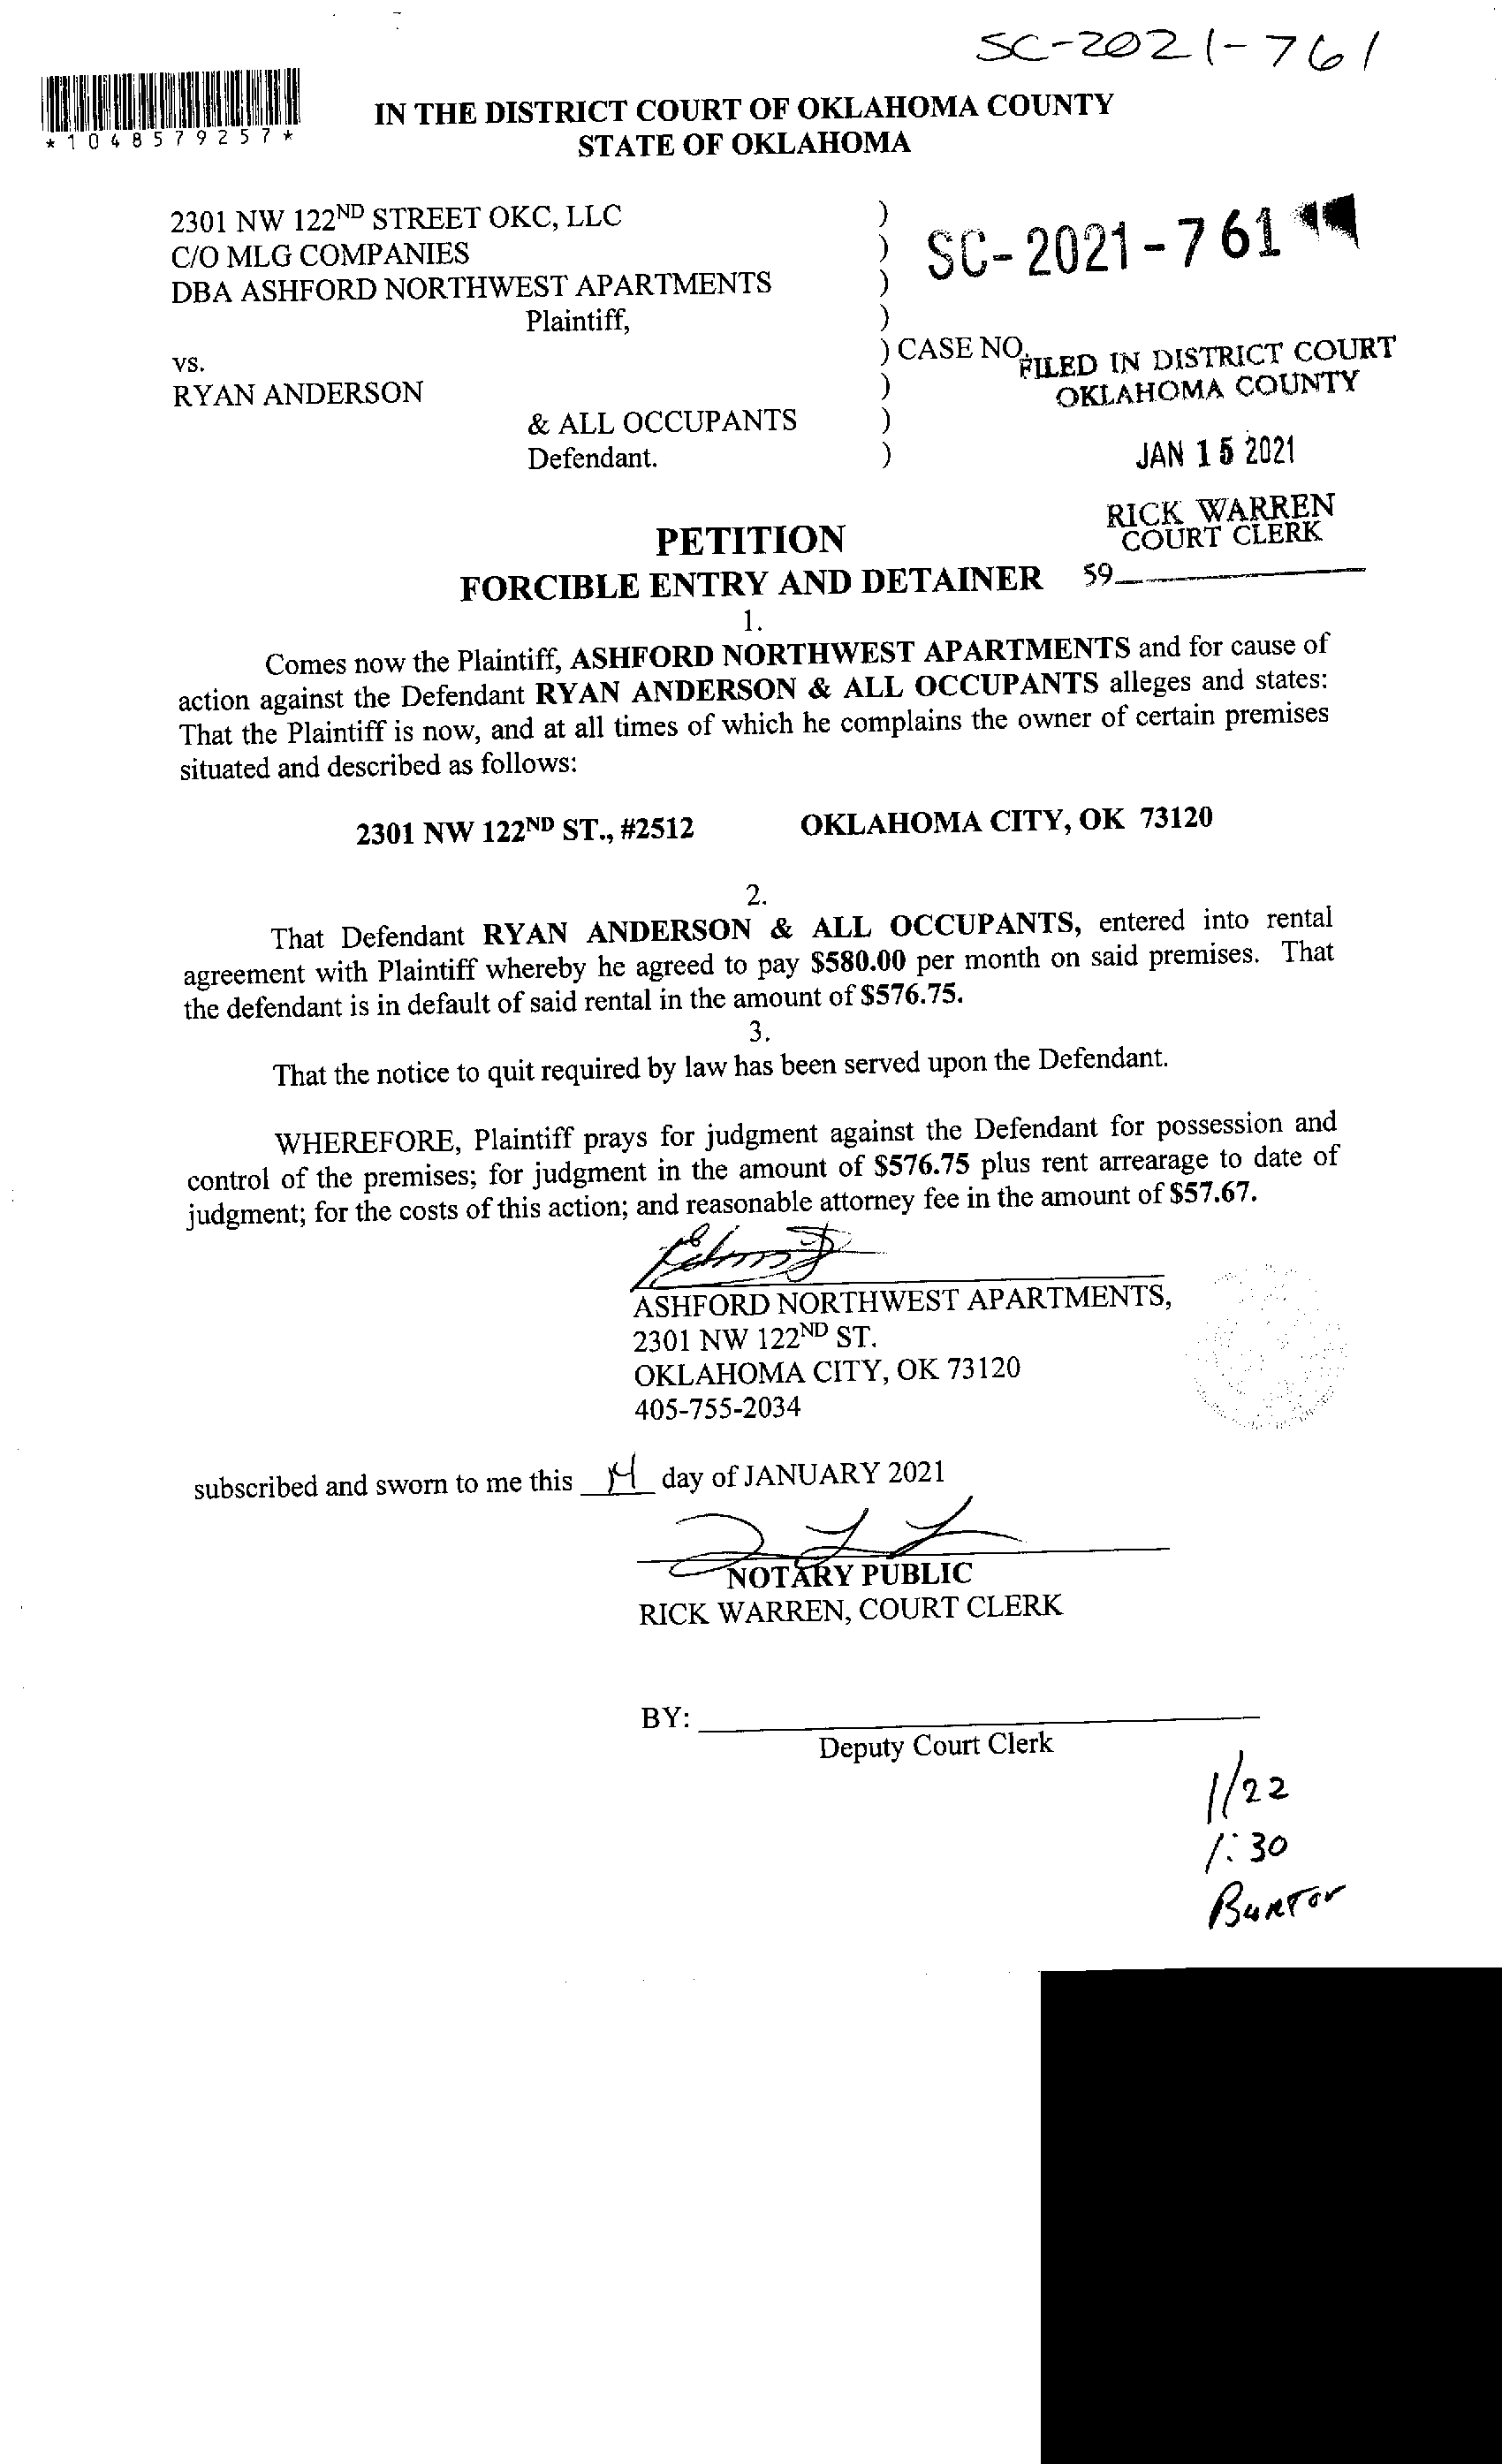 SC-2021-761
*1048579257*
IN THE DISTRICT COURT OF OKLAHOMA COUNTY
STATE OF OKLAHOMA
2301 NW 122ND STREET OKC, LLC )
C/O MLG COMPANIES ) SC-2021-761
DBA ASHFORD NORTHWEST APARTMENTS )
Plaintiff, )
vs. ) CASE NO.
FILED IN DISTRICT COURT
RYAN ANDERSON )
OKLAHOMA COUNTY
& ALL OCCUPANTS )
Defendant. )
JAN 15 2021
RICK WARREN
COURT CLERK
59
PETITION
FORCIBLE ENTRY AND DETAINER
1.
Comes now the Plaintiff, ASHFORD NORTHWEST APARTMENTS and for cause of
action against the Defendant RYAN ANDERSON & ALL OCCUPANTS alleges and states:
That the Plaintiff is now, and at all times of which he complains the owner of certain premises
situated and described as follows:
2301 NW 122ND ST., #2512 OKLAHOMA CITY, OK 73120
2.
That Defendant RYAN ANDERSON & ALL OCCUPANTS, entered into rental
agreement with Plaintiff whereby he agreed to pay $580.00 per month on said premises. That
the defendant is in default of said rental in the amount of $576.75.
3.
That the notice to quit required by law has been served upon the Defendant.
WHEREFORE, Plaintiff prays for judgment against the Defendant for possession and
control of the premises; for judgment in the amount of $576.75 plus rent arrearage to date of
judgment; for the costs of this action; and reasonable attorney fee in the amount of $57.67.
ASHFORD NORTHWEST APARTMENTS,
2301 NW 122ND ST.
OKLAHOMA CITY, OK 73120
405-755-2034
subscribed and sworn to me this 14 day of JANUARY 2021
NOTARY PUBLIC
RICK WARREN, COURT CLERK
BY:
Deputy Court Clerk
1/22
1:30